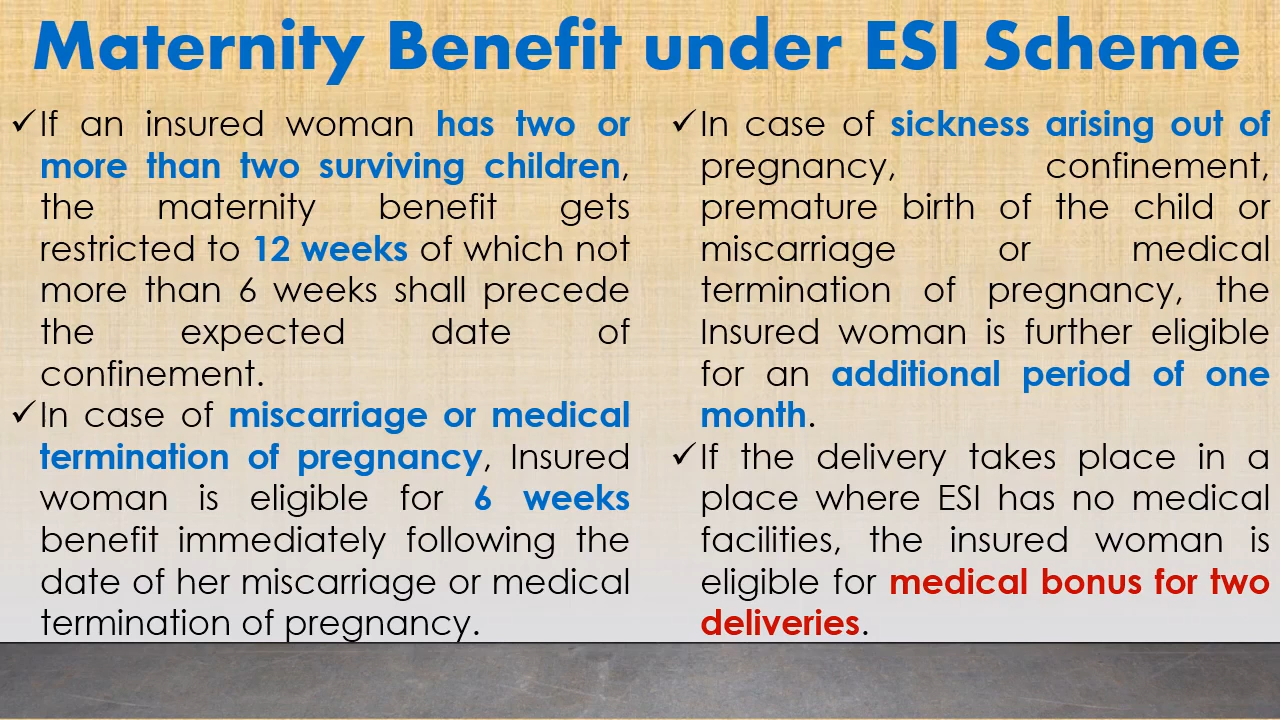 Maternity Benefit under ESI Scheme
✓If an insured woman has two or
more than two surviving children,
the maternity benefit gets
restricted to 12 weeks of which not
more than 6 weeks shall precede
the expected date of
confinement.
✓In case of miscarriage or medical
termination of pregnancy, Insured
woman is eligible for 6 weeks
benefit immediately following the
date of her miscarriage or medical
termination of pregnancy.
✓In case of sickness arising out of
pregnancy, confinement,
premature birth of the child or
miscarriage or medical
termination of pregnancy, the
Insured woman is further eligible
for an additional period of one
month.
✓If the delivery takes place in a
place where ESI has no medical
facilities, the insured woman is
eligible for medical bonus for two
deliveries.